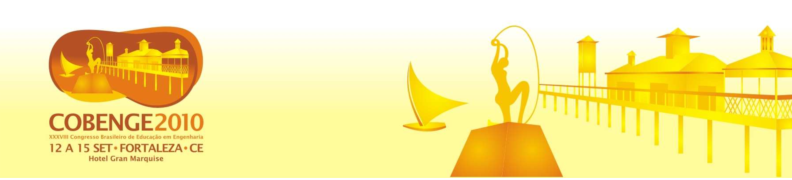 COBENGE2010
XXXVIII Congresso Brasileiro de Educação em Engenharia
12 A 15 SET • FORTALEZA • CE
Hotel Gran Marquise